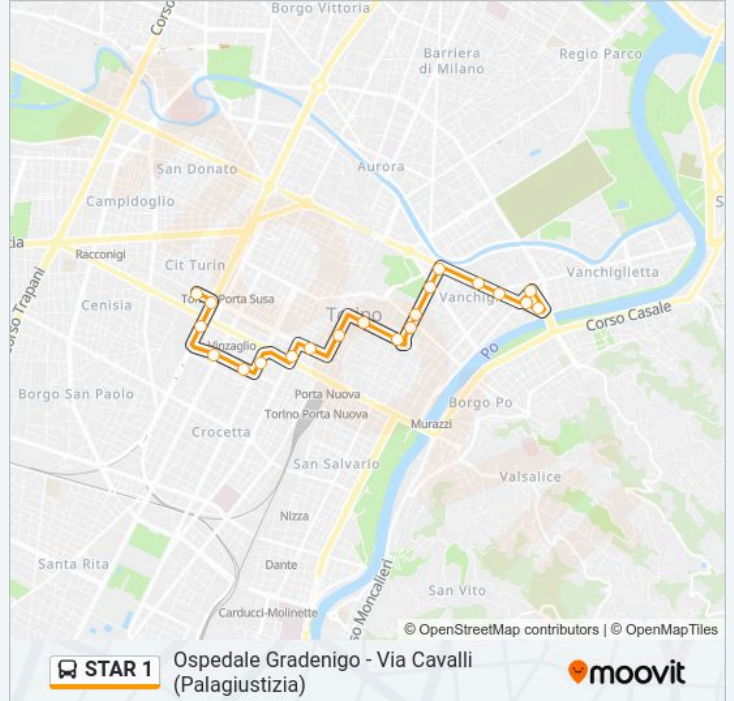 Borgo Vittoria
Corso
Barriera
di Milano
Regio Parco
San Donato
Aurora
Campidoglio
Racconigi
Cit Turin
Vanchiglietta
Cenisia
Porta Susa
Corso Casale
Corso Trapani
Vinzaglio
Po
Borgo San Paolo
Porta Nuova
Borgo Po
Torino Porta Nuova
Crocetta
Murazzi
San Salvario
Valsalice
Nizza
Santa Rita
Dante
San Vito
Carducci-Molinette
so Moncalieri
© OpenStreetMap contributors | © OpenMapTiles
STAR 1
Ospedale Gradenigo - Via Cavalli
(Palagiustizia)
moovit